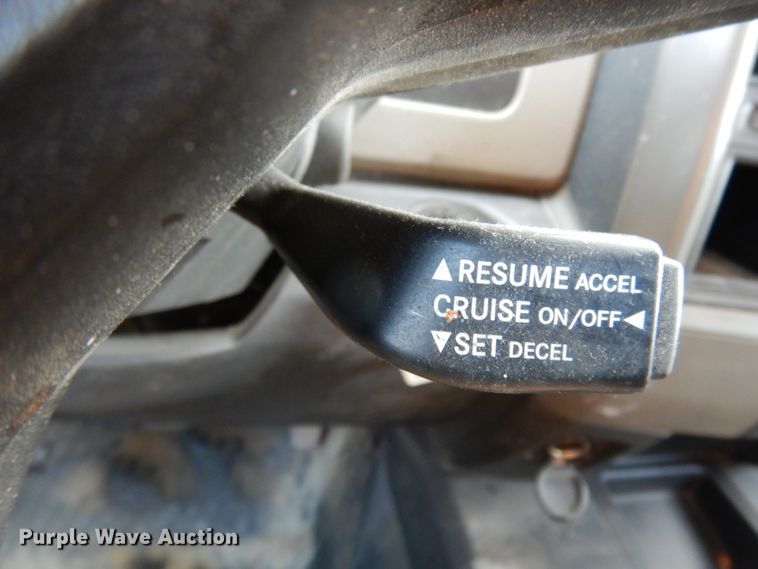 ▲RESUME ACCEL
CRUISE ON/OFF◀
▼SET DECEL
Purple Wave Auction